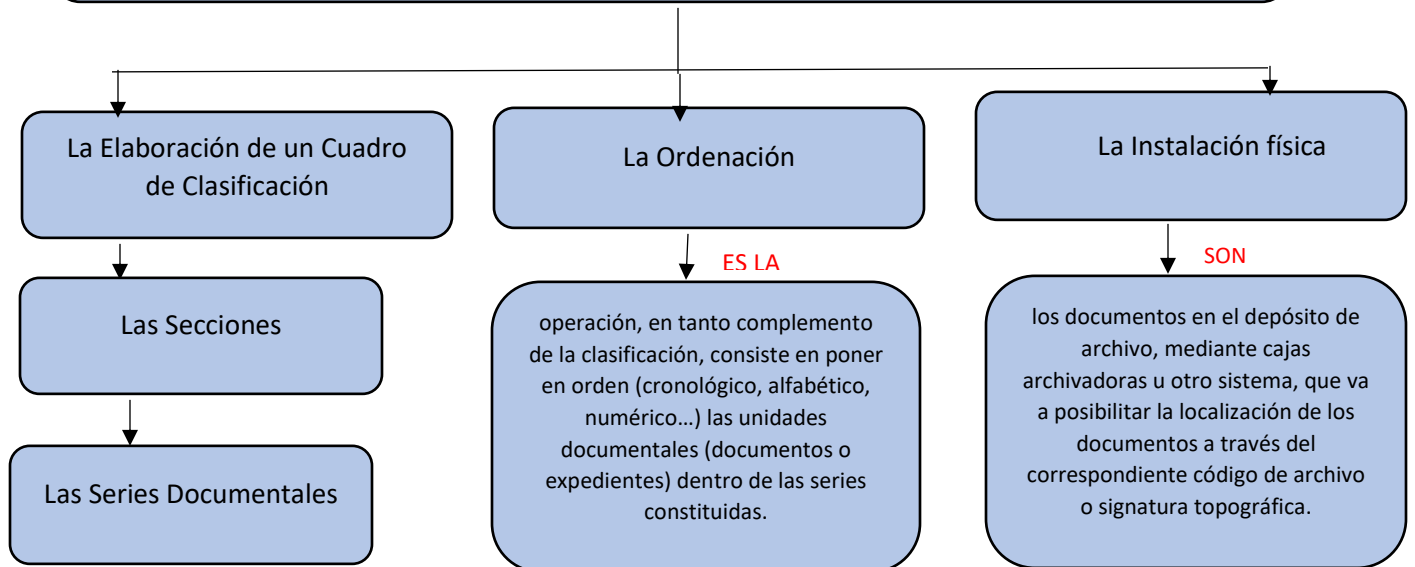 La Elaboración de un Cuadro
de Clasificación
La Ordenación
La Instalación física
ES LA
SON
Las Secciones
operación, en tanto complemento
de la clasificación, consiste en poner
en orden (cronológico, alfabético,
numérico...) las unidades
documentales (documentos o
expedientes) dentro de las series
constituidas.
los documentos en el depósito de
archivo, mediante cajas
archivadoras u otro sistema, que va
a posibilitar la localización de los
documentos a través del
correspondiente código de archivo
o signatura topográfica.
Las Series Documentales